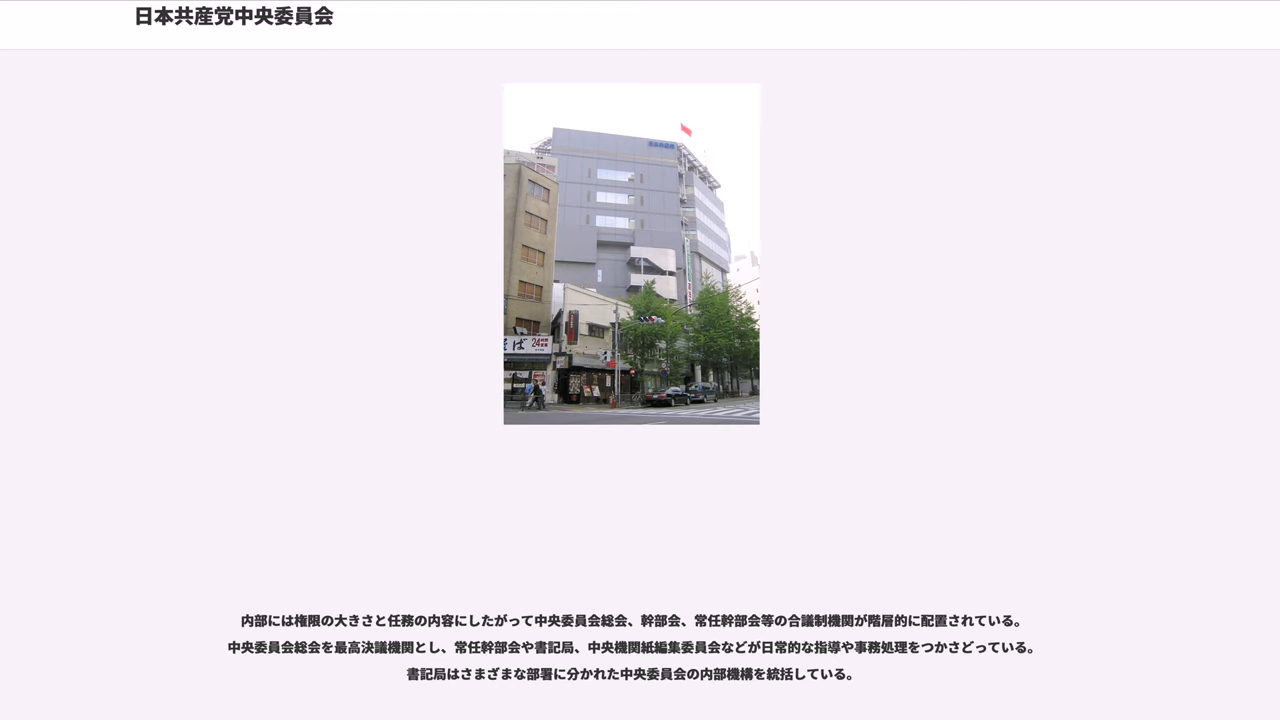 日本共産党中央委員会
そば
24
内部には権限の大きさと任務の内容にしたがって中央委員会総会、幹部会、常任幹部会等の合議制機関が階層的に配置されている。
中央委員会総会を最高決議機関とし、常任幹部会や書記局、中央機関紙編集委員会などが日常的な指導や事務処理をつかさどっている。
書記局はさまざまな部署に分かれた中央委員会の内部機構を統括している。